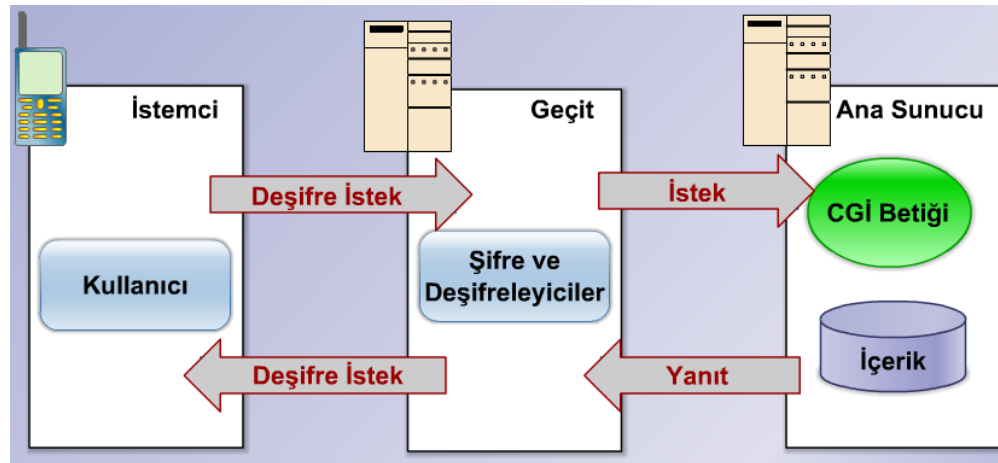 İstemci
Geçit
Ana Sunucu
Deşifre İstek
İstek
CGİ Betiği
Kullanıcı
Şifre ve
Deşifreleyiciler
İçerik
Deşifre İstek
Yanıt